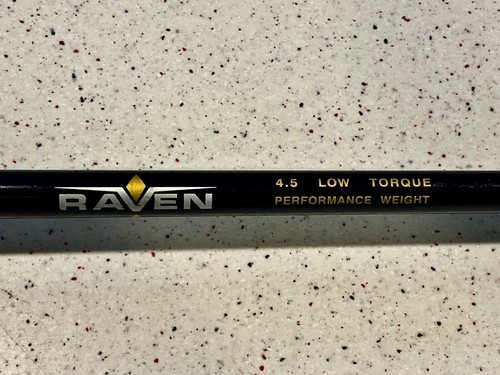 RAVEN
4.5 LOW TORQUE
PERFORMANCE WEIGHT